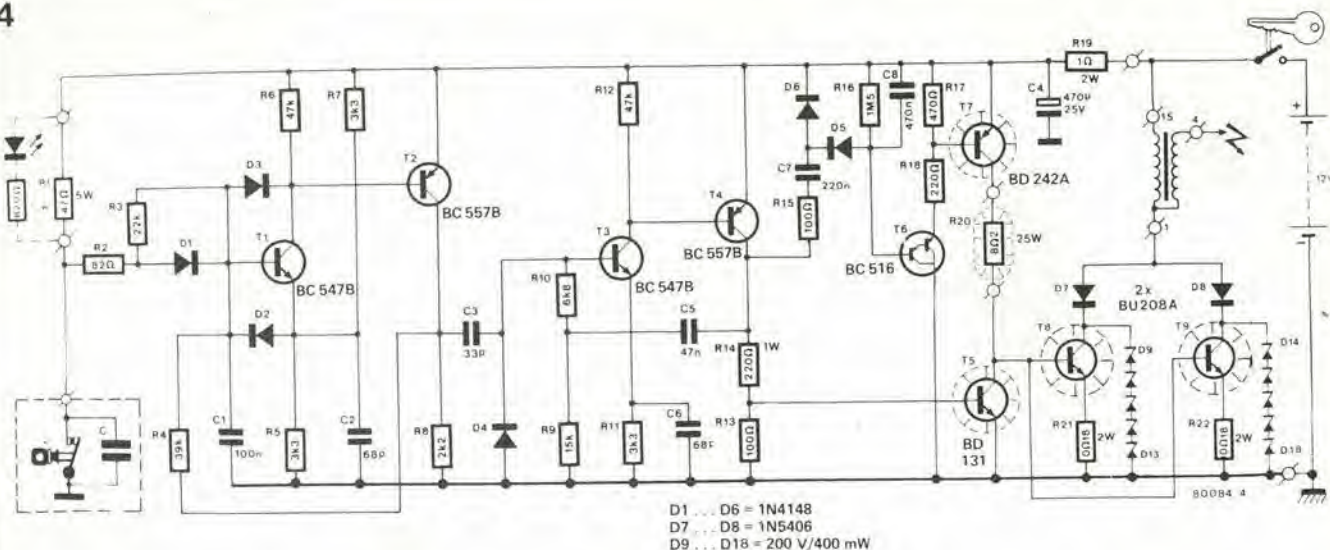 4
R19
1Ω
2W
C4
470µ
25V
R6
47k
R7
3k3
R12
47k
D6
D5
R16
1M5
C8
470n
R17
470Ω
T7
BD 242A
15
4
+
12V
820Ω
R1
47Ω
5W
D3
T2
BC 557B
R3
22k
R2
82Ω
D1
T1
BC 547B
T4
BC 557B
C7
220n
R15
100Ω
R18
220Ω
T6
BC 516
R20
8Ω2
25W
1
T3
BC 547B
R10
6k8
D2
C3
33p
C5
47n
R14
220Ω
1W
D7
2x
BU208A
D8
T8
T9
D9
D14
T5
BD
131
C
R4
39k
C1
100n
R5
3k3
C2
68p
R8
2k2
D4
R9
15k
R11
3k3
C6
68p
R13
100Ω
R21
0Ω18
2W
D13
R22
0Ω18
2W
D18
80084 4
D1 ... D6 = 1N4148
D7 ... D8 = 1N5406
D9 ... D18 = 200 V/400 mW